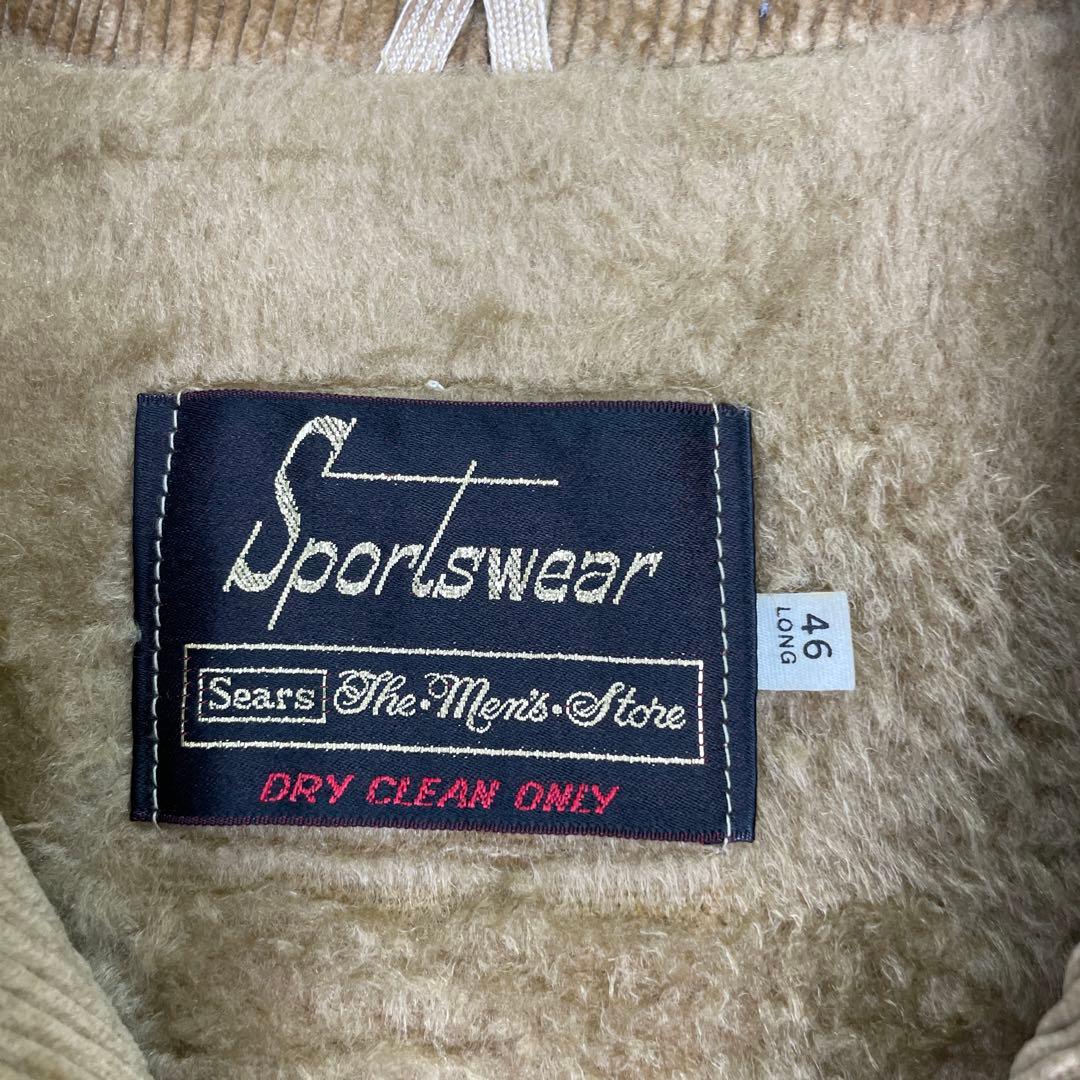 Sportswear
Sears The·Men's·Store
DRY CLEAN ONLY
46
LONG